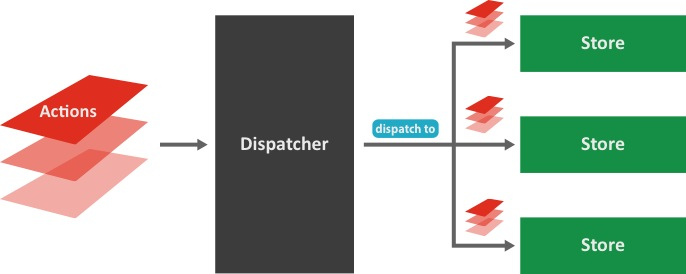 Actions
Dispatcher
dispatch to
Store
Store
Store